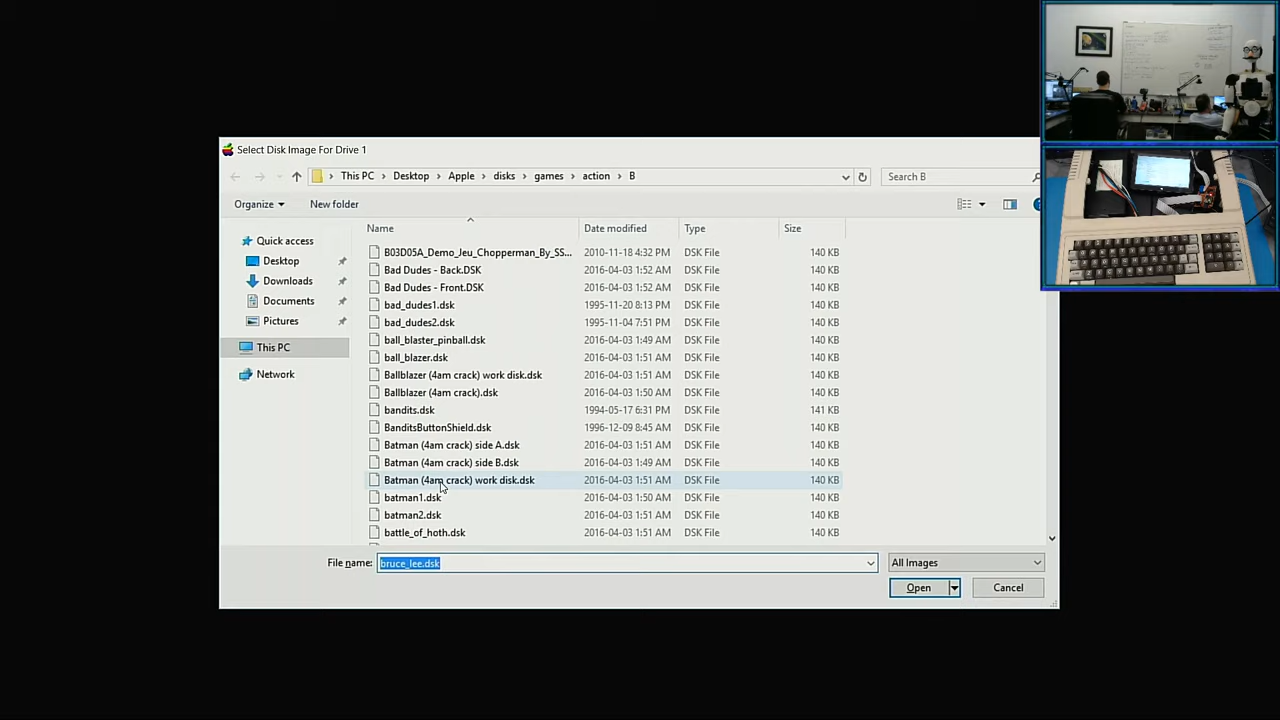 Select Disk Image For Drive 1
This PC Desktop Apple disks games action B
Search B
Organize New folder
Name Date modified Type Size
Quick access
Desktop
Downloads
Documents
Pictures
This PC
Network
B03D05A_Demo_Jeu_Chopperman_By_SS... 2010-11-18 4:32 PM DSK File 140 KB
Bad Dudes - Back.DSK 2016-04-03 1:52 AM DSK File 140 KB
Bad Dudes - Front.DSK 2016-04-03 1:52 AM DSK File 140 KB
bad_dudes1.dsk 1995-11-20 8:13 PM DSK File 140 KB
bad_dudes2.dsk 1995-11-04 7:51 PM DSK File 140 KB
ball_blaster_pinball.dsk 2016-04-03 1:49 AM DSK File 140 KB
ball_blazer.dsk 2016-04-03 1:51 AM DSK File 140 KB
Ballblazer (4am crack) work disk.dsk 2016-04-03 1:51 AM DSK File 140 KB
Ballblazer (4am crack).dsk 2016-04-03 1:50 AM DSK File 140 KB
bandits.dsk 1994-05-17 6:31 PM DSK File 141 KB
BanditsButtonShield.dsk 1996-12-09 8:45 AM DSK File 140 KB
Batman (4am crack) side A.dsk 2016-04-03 1:51 AM DSK File 140 KB
Batman (4am crack) side B.dsk 2016-04-03 1:49 AM DSK File 140 KB
Batman (4am crack) work disk.dsk 2016-04-03 1:51 AM DSK File 140 KB
batman1.dsk 2016-04-03 1:50 AM DSK File 140 KB
batman2.dsk 2016-04-03 1:51 AM DSK File 140 KB
battle_of_hoth.dsk 2016-04-03 1:51 AM DSK File 140 KB
File name: bruce_lee.dsk All Images
Open Cancel